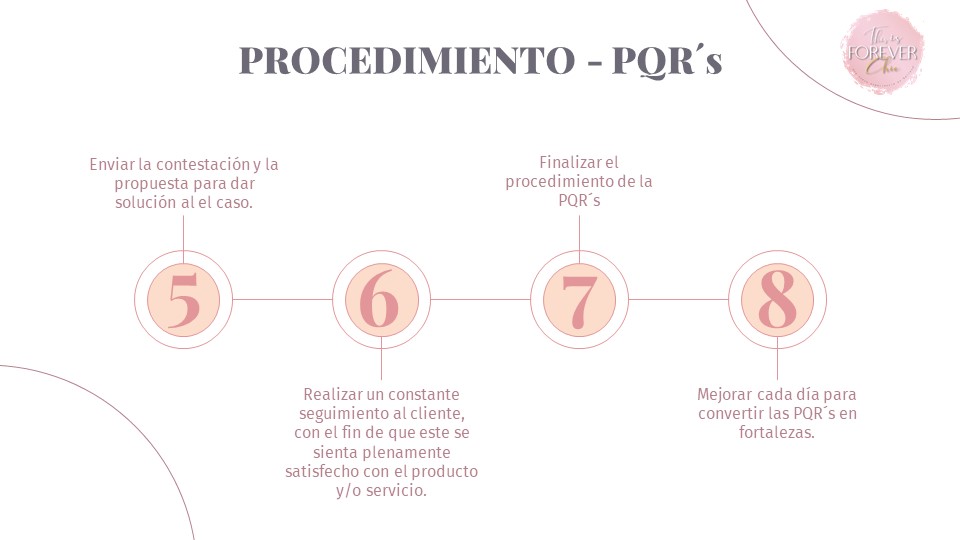 PROCEDIMIENTO - PQR´s
This is
FOREVER
Chic
Enviar la contestación y la
propuesta para dar
solución al el caso.
Finalizar el
procedimiento de la
PQR´s
5
6
7
8
Realizar un constante
seguimiento al cliente,
con el fin de que este se
sienta plenamente
satisfecho con el producto
y/o servicio.
Mejorar cada día para
convertir las PQR´s en
fortalezas.